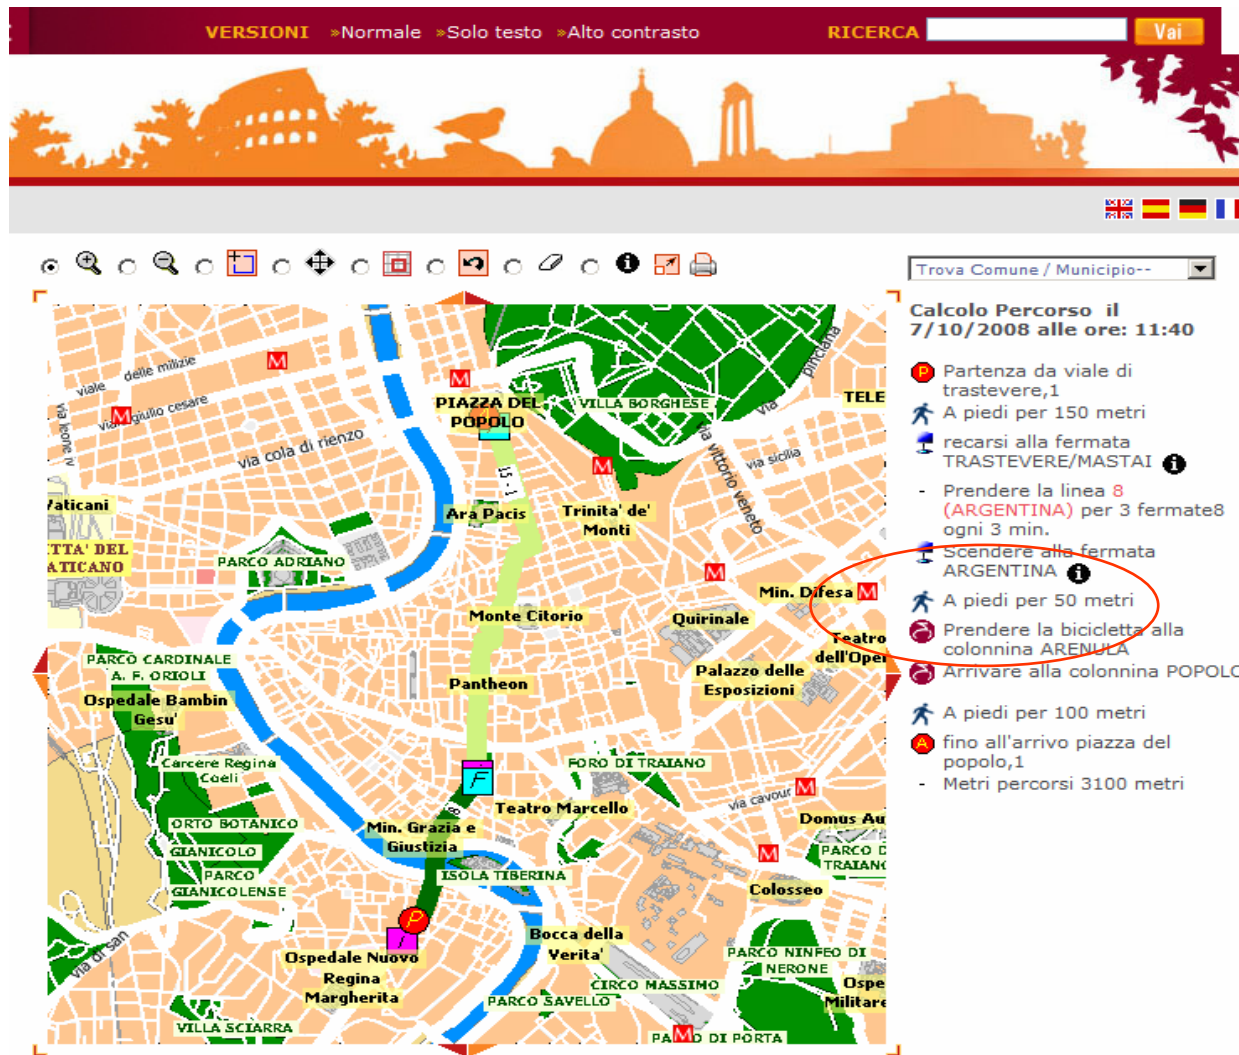 VERSIONI »Normale »Solo testo »Alto contrasto
RICERCA Vai
Trova Comune / Municipio--
Calcolo Percorso il
7/10/2008 alle ore: 11:40
P Partenza da viale di
trastevere,1
A piedi per 150 metri
recarsi alla fermata
TRASTEVERE/MASTAI i
- Prendere la linea 8
(ARGENTINA) per 3 fermate8
ogni 3 min.
Scendere alla fermata
ARGENTINA i
A piedi per 50 metri
Prendere la bicicletta alla
colonnina ARENULA
Arrivare alla colonnina POPOLO
A piedi per 100 metri
A fino all'arrivo piazza del
popolo,1
- Metri percorsi 3100 metri
viale delle milizie
M
M
M
via giulio cesare
via leone iv
via cola di rienzo
PIAZZA DEL
POPOLO
VILLA BORGHESE
pinciana
via
TELE
via vittorio veneto
via sicilia
M
15 - 1
Vaticani
Ara Pacis
Trinita' de'
Monti
TTA' DEL
ATICANO
PARCO ADRIANO
M
Min. Difesa M
Monte Citorio
Quirinale
Teatro
dell'Oper
PARCO CARDINALE
A. F. ORIOLI
Palazzo delle
Esposizioni
Pantheon
Ospedale Bambin
Gesu'
Carcere Regina
Coeli
FORO DI TRAIANO
F
Teatro Marcello
via cavour M
Domus Au
ORTO BOTANICO
Min. Grazia e
Giustizia
8
GIANICOLO
PARCO
GIANICOLENSE
ISOLA TIBERINA
M
PARCO D
TRAIANO
Colosseo
P
I
Bocca della
Verita'
via di san
Ospedale Nuovo
Regina
Margherita
PARCO NINFEO DI
NERONE
CIRCO MASSIMO
Ospe
Militare
PARCO SAVELLO
VILLA SCIARRA
M
DI PORTA